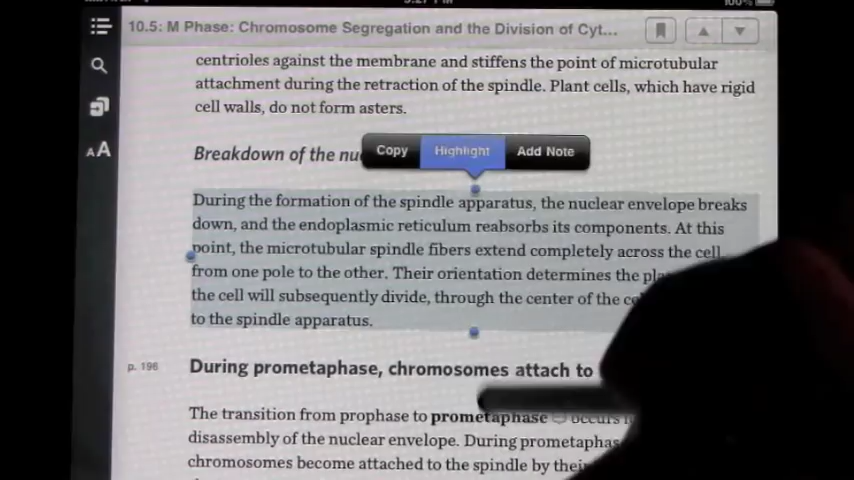 10.5: M Phase: Chromosome Segregation and the Division of Cyt...
AA
centrioles against the membrane and stiffens the point of microtubular
attachment during the retraction of the spindle. Plant cells, which have rigid
cell walls, do not form asters.
Breakdown of the nu
Copy Highlight Add Note
During the formation of the spindle apparatus, the nuclear envelope breaks
down, and the endoplasmic reticulum reabsorbs its components. At this
point, the microtubular spindle fibers extend completely across the cell,
from one pole to the other. Their orientation determines the
the cell will subsequently divide, through the center of the
to the spindle apparatus.
p. 196
During prometaphase, chromosomes attach to
The transition from prophase to prometaphase occurs
disassembly of the nuclear envelope. During
chromosomes become attached to the spindle by their